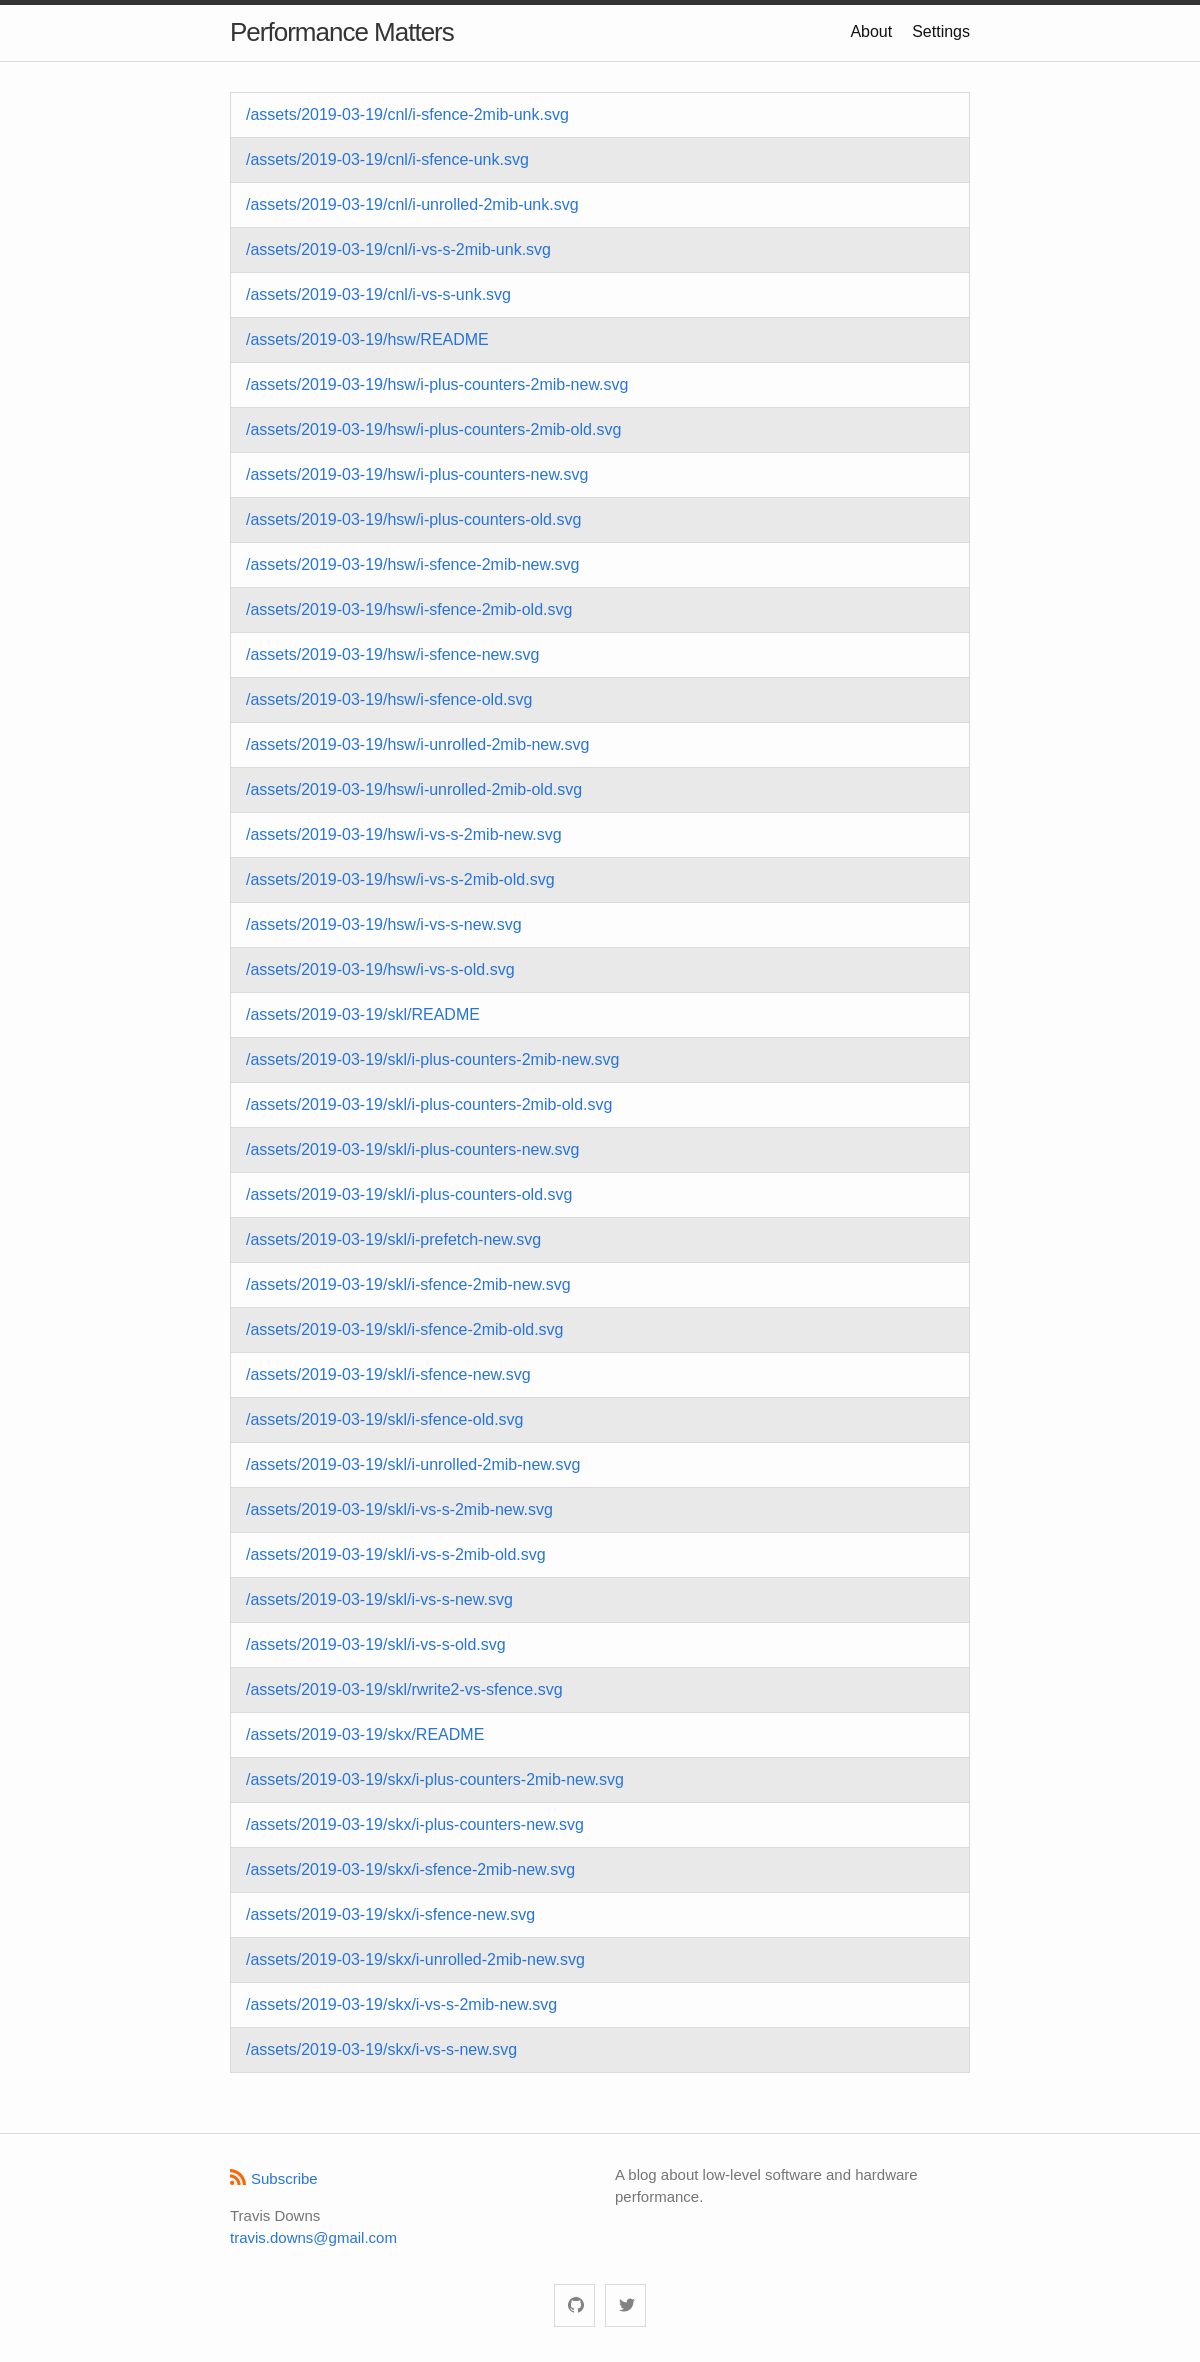 Performance Matters
About Settings
/assets/2019-03-19/cnl/i-sfence-2mib-unk.svg
/assets/2019-03-19/cnl/i-sfence-unk.svg
/assets/2019-03-19/cnl/i-unrolled-2mib-unk.svg
/assets/2019-03-19/cnl/i-vs-s-2mib-unk.svg
/assets/2019-03-19/cnl/i-vs-s-unk.svg
/assets/2019-03-19/hsw/README
/assets/2019-03-19/hsw/i-plus-counters-2mib-new.svg
/assets/2019-03-19/hsw/i-plus-counters-2mib-old.svg
/assets/2019-03-19/hsw/i-plus-counters-new.svg
/assets/2019-03-19/hsw/i-plus-counters-old.svg
/assets/2019-03-19/hsw/i-sfence-2mib-new.svg
/assets/2019-03-19/hsw/i-sfence-2mib-old.svg
/assets/2019-03-19/hsw/i-sfence-new.svg
/assets/2019-03-19/hsw/i-sfence-old.svg
/assets/2019-03-19/hsw/i-unrolled-2mib-new.svg
/assets/2019-03-19/hsw/i-unrolled-2mib-old.svg
/assets/2019-03-19/hsw/i-vs-s-2mib-new.svg
/assets/2019-03-19/hsw/i-vs-s-2mib-old.svg
/assets/2019-03-19/hsw/i-vs-s-new.svg
/assets/2019-03-19/hsw/i-vs-s-old.svg
/assets/2019-03-19/skl/README
/assets/2019-03-19/skl/i-plus-counters-2mib-new.svg
/assets/2019-03-19/skl/i-plus-counters-2mib-old.svg
/assets/2019-03-19/skl/i-plus-counters-new.svg
/assets/2019-03-19/skl/i-plus-counters-old.svg
/assets/2019-03-19/skl/i-prefetch-new.svg
/assets/2019-03-19/skl/i-sfence-2mib-new.svg
/assets/2019-03-19/skl/i-sfence-2mib-old.svg
/assets/2019-03-19/skl/i-sfence-new.svg
/assets/2019-03-19/skl/i-sfence-old.svg
/assets/2019-03-19/skl/i-unrolled-2mib-new.svg
/assets/2019-03-19/skl/i-vs-s-2mib-new.svg
/assets/2019-03-19/skl/i-vs-s-2mib-old.svg
/assets/2019-03-19/skl/i-vs-s-new.svg
/assets/2019-03-19/skl/i-vs-s-old.svg
/assets/2019-03-19/skl/rwrite2-vs-sfence.svg
/assets/2019-03-19/skx/README
/assets/2019-03-19/skx/i-plus-counters-2mib-new.svg
/assets/2019-03-19/skx/i-plus-counters-new.svg
/assets/2019-03-19/skx/i-sfence-2mib-new.svg
/assets/2019-03-19/skx/i-sfence-new.svg
/assets/2019-03-19/skx/i-unrolled-2mib-new.svg
/assets/2019-03-19/skx/i-vs-s-2mib-new.svg
/assets/2019-03-19/skx/i-vs-s-new.svg
Subscribe
Travis Downs
travis.downs@gmail.com
A blog about low-level software and hardware
performance.